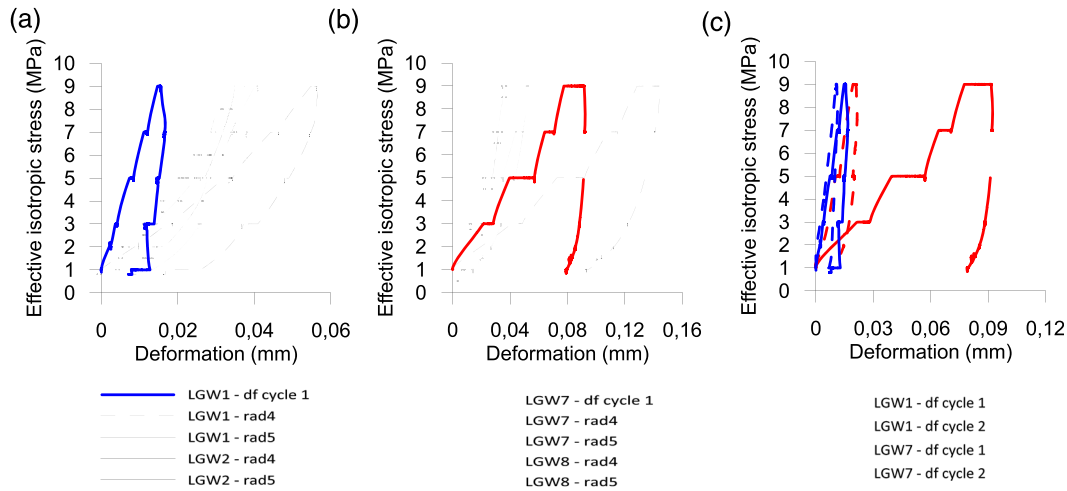 (a)
Effective isotropic stress (MPa)
10
9
8
7
6
5
4
3
2
1
0
0 0,02 0,04 0,06
Deformation (mm)
LGW1 - df cycle 1
LGW1 - rad4
LGW1 - rad5
LGW2 - rad4
LGW2 - rad5
(b)
Effective isotropic stress (MPa)
10
9
8
7
6
5
4
3
2
1
0
0 0,04 0,08 0,12 0,16
Deformation (mm)
LGW7 - df cycle 1
LGW7 - rad4
LGW7 - rad5
LGW8 - rad4
LGW8 - rad5
(c)
Effective isotropic stress (MPa)
10
9
8
7
6
5
4
3
2
1
0
0 0,03 0,06 0,09 0,12
Deformation (mm)
LGW1 - df cycle 1
LGW1 - df cycle 2
LGW7 - df cycle 1
LGW7 - df cycle 2